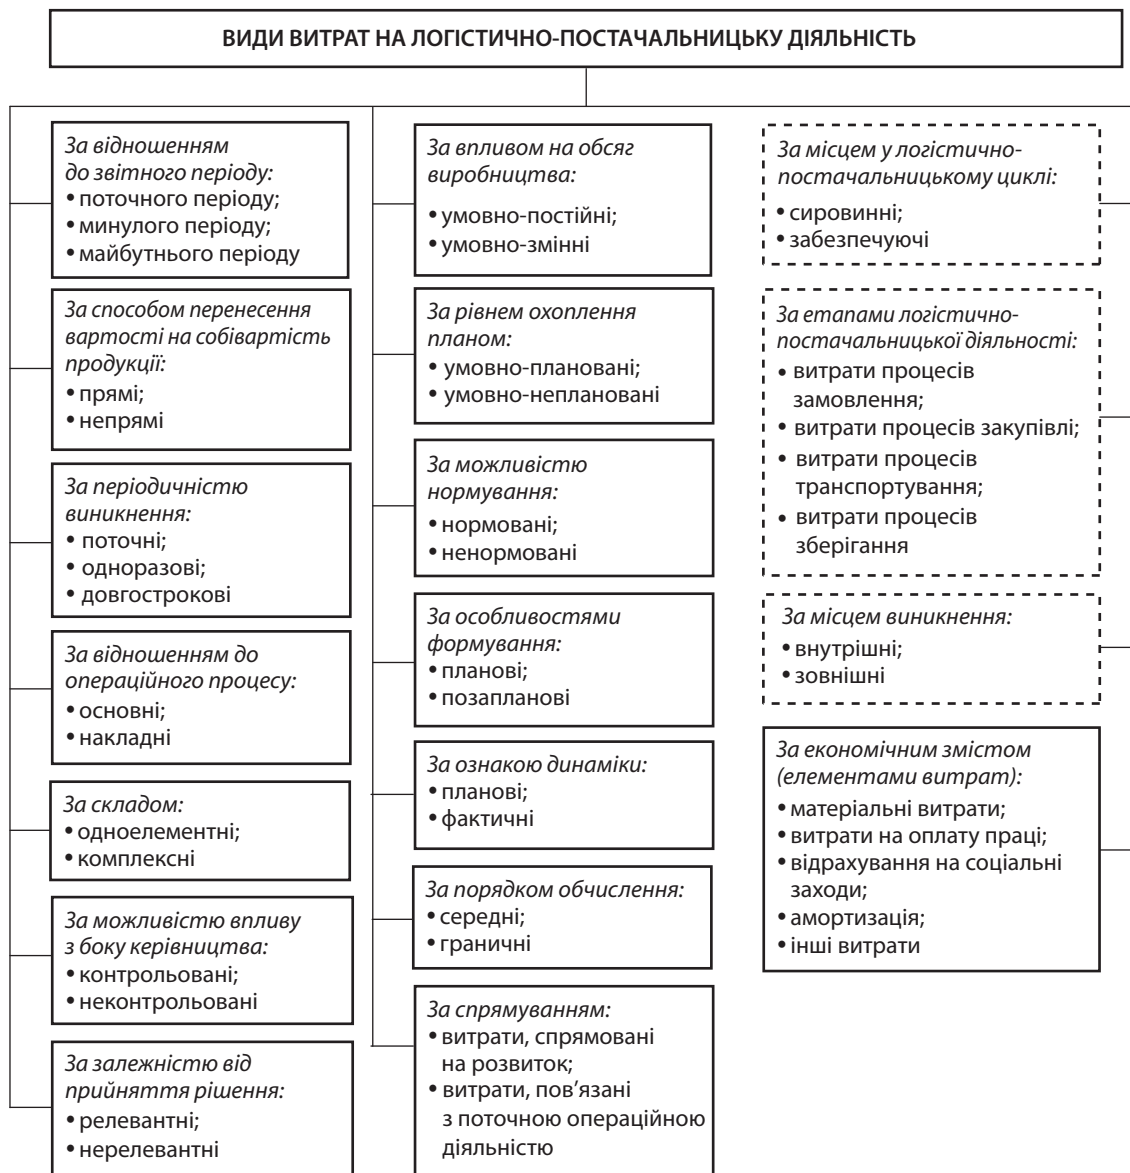 ВИДИ ВИТРАТ НА ЛОГІСТИЧНО-ПОСТАЧАЛЬНИЦЬКУ ДІЯЛЬНІСТЬ
За відношенням
до звітного періоду:
• поточного періоду;
• минулого періоду;
• майбутнього періоду
За способом перенесення
вартості на собівартість
продукції:
• прямі;
• непрямі
За періодичністю
виникнення:
• поточні;
• одноразові;
• довгострокові
За відношенням до
операційного процесу:
• основні;
• накладні
За складом:
• одноелементні;
• комплексні
За можливістю впливу
з боку керівництва:
• контрольовані;
• неконтрольовані
За залежністю від
прийняття рішення:
• релевантні;
• нерелевантні
За впливом на обсяг
виробництва:
• умовно-постійні;
• умовно-змінні
За рівнем охоплення
планом:
• умовно-плановані;
• умовно-неплановані
За можливістю
нормування:
• нормовані;
• ненормовані
За особливостями
формування:
• планові;
• позапланові
За ознакою динаміки:
• планові;
• фактичні
За порядком обчислення:
• середні;
• граничні
За спрямуванням:
• витрати, спрямовані
на розвиток;
• витрати, пов’язані
з поточною операційною
діяльністю
За місцем у логістично-
постачальницькому циклі:
• сировинні;
• забезпечуючі
За етапами логістично-
постачальницької діяльності:
• витрати процесів
замовлення;
• витрати процесів закупівлі;
• витрати процесів
транспортування;
• витрати процесів
зберігання
За місцем виникнення:
• внутрішні;
• зовнішні
За економічним змістом
(елементами витрат):
• матеріальні витрати;
• витрати на оплату праці;
• відрахування на соціальні
заходи;
• амортизація;
• інші витрати